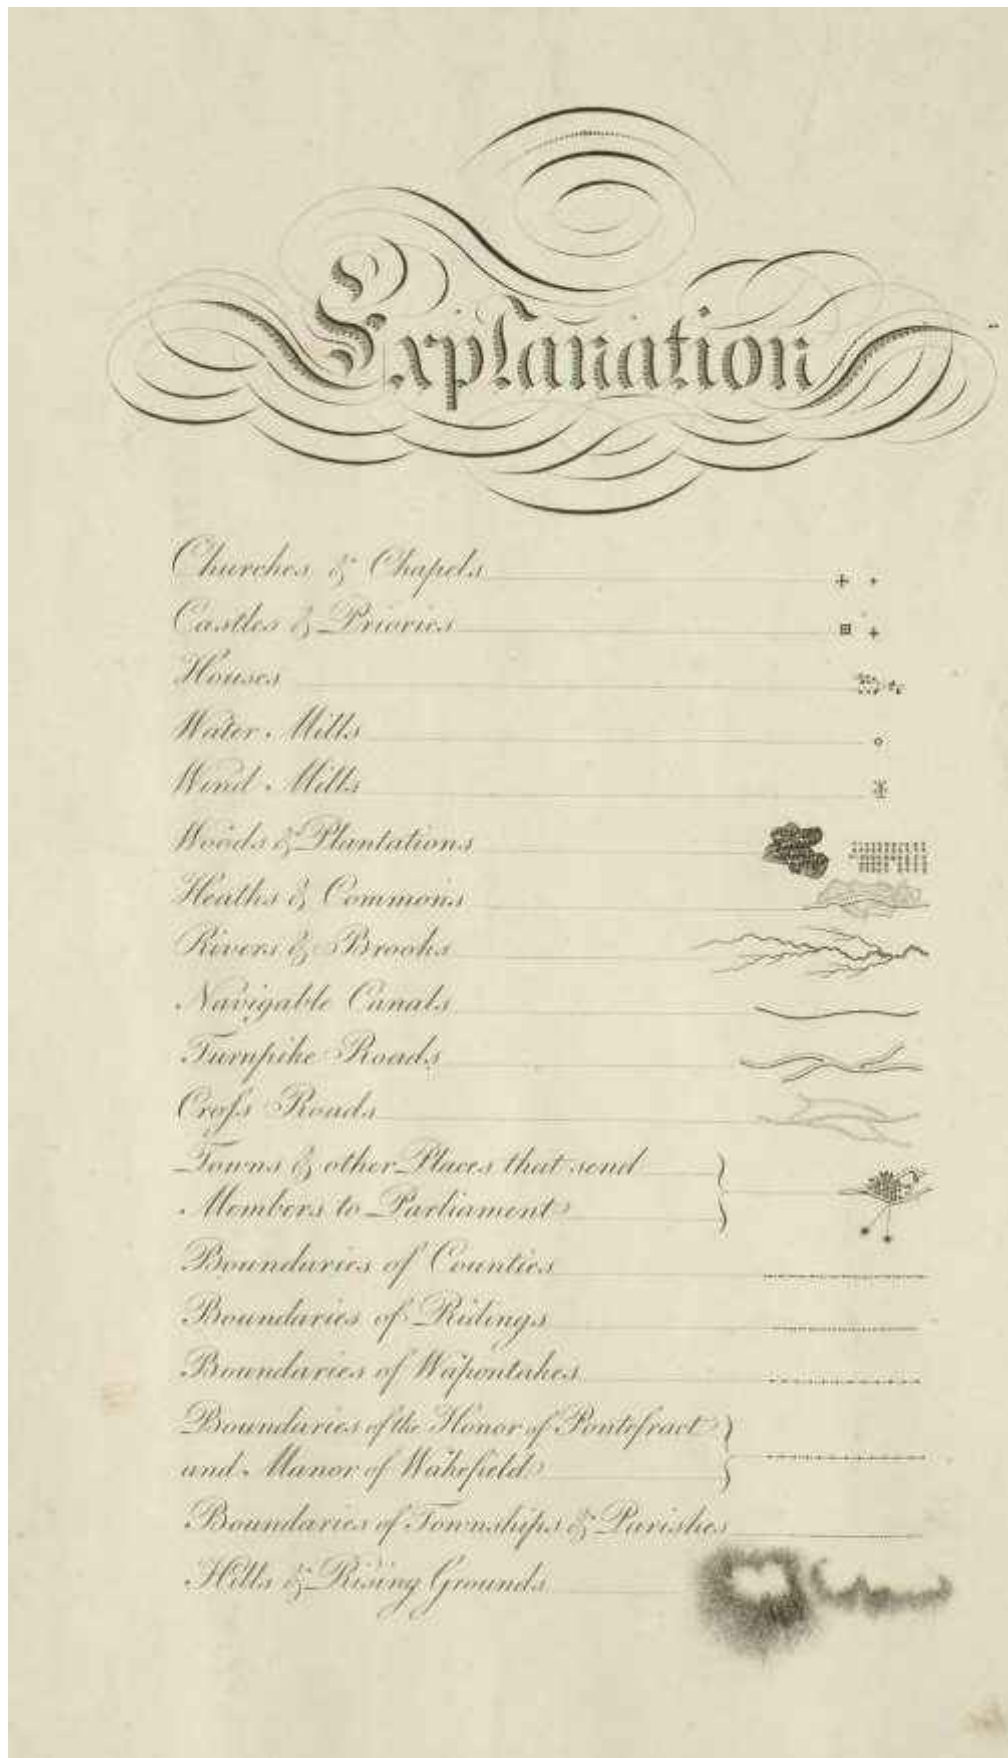 Explanation
Churches & Chapels
Castles & Priories
Houses
Water Mills
Wind Mills
Woods & Plantations
Heaths & Commons
Rivers & Brooks
Navigable Canals
Turnpike Roads
Croſs Roads
Towns & other Places that send
Members to Parliament
Boundaries of Counties
Boundaries of Ridings
Boundaries of Wapontakes
Boundaries of the Honor of Pontefract
and Manor of Wakefield
Boundaries of Townships & Parishes
Hills & Rising Grounds